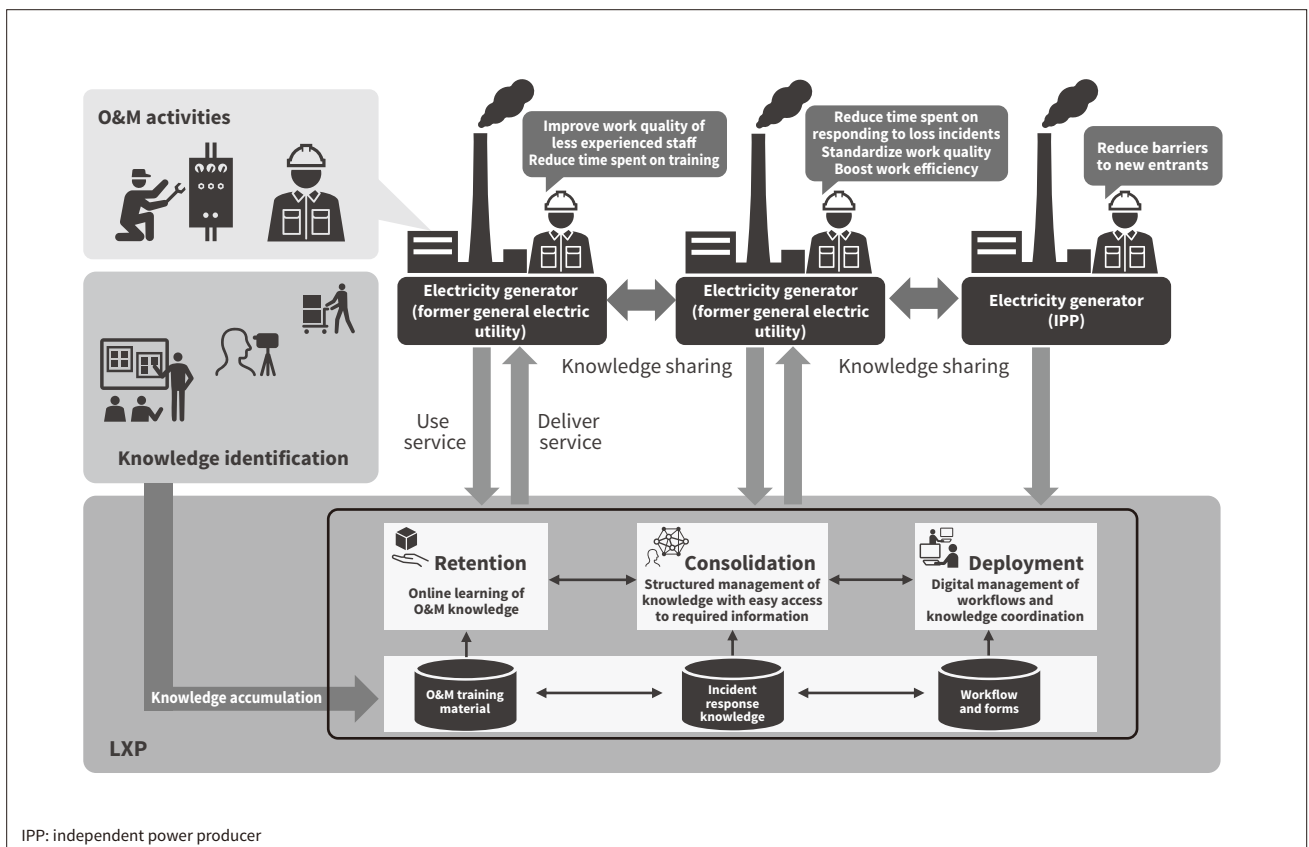 O&M activities
Improve work quality of
less experienced staff
Reduce time spent on training
Reduce time spent on
responding to loss incidents
Standardize work quality
Boost work efficiency
Reduce barriers
to new entrants
Electricity generator
(former general electric
utility)
Electricity generator
(former general electric
utility)
Electricity generator
(IPP)
Knowledge sharing
Knowledge sharing
Use
service
Deliver
service
Knowledge identification
Retention
Online learning of
O&M knowledge
Consolidation
Structured management of
knowledge with easy access
to required information
Deployment
Digital management of
workflows and
knowledge coordination
Knowledge accumulation
O&M training
material
Incident
response
knowledge
Workflow
and forms
LXP
IPP: independent power producer